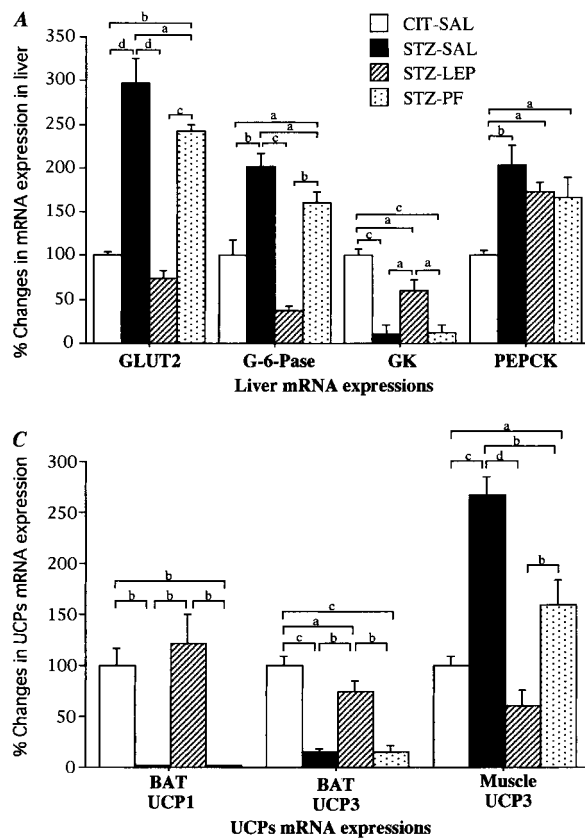 A
% Changes in mRNA expression in liver
350
300
250
200
150
100
50
0
CIT-SAL
STZ-SAL
STZ-LEP
STZ-PF
b
a
d d
c
a
a
b c
b
c
a
c
a a
a
a
b
GLUT2 G-6-Pase GK PEPCK
Liver mRNA expressions
C
% Changes in UCPs mRNA expression
300
250
200
150
100
50
0
b
b b b
c
a
c b b
a
b
c d
b
BAT UCP1
BAT UCP3
Muscle UCP3
UCPs mRNA expressions